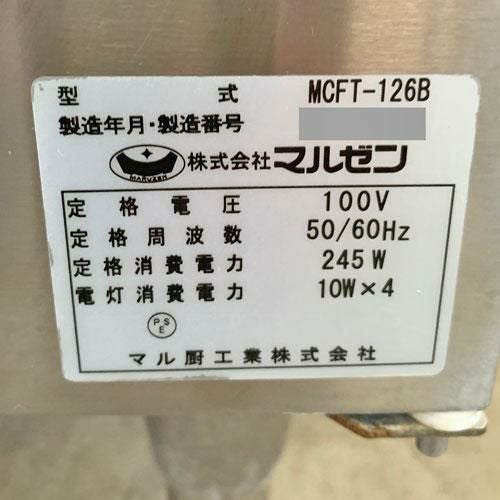 型 式 MCFT-126B
製造年月・製造番号
MARUZEN 株式会社 マルゼン
定格電圧 100V
定格周波数 50/60Hz
定格消費電力 245W
電灯消費電力 10W×4
PSE
マル厨工業株式会社